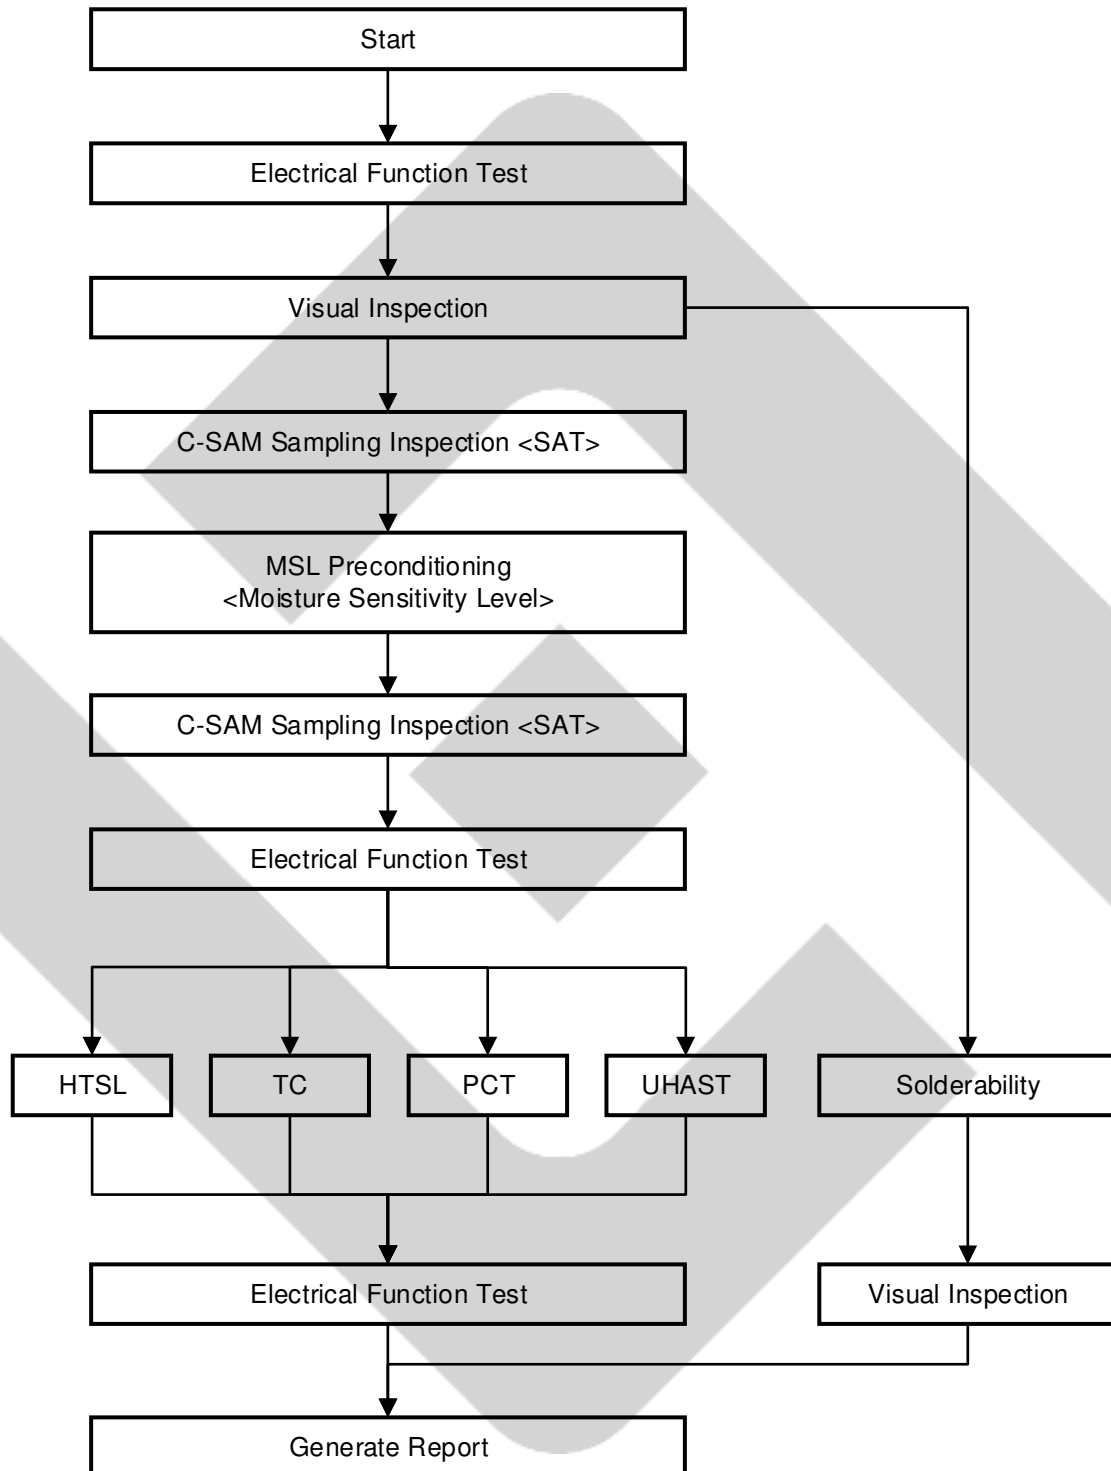 Start
Electrical Function Test
Visual Inspection
C-SAM Sampling Inspection <SAT>
MSL Preconditioning
<Moisture Sensitivity Level>
C-SAM Sampling Inspection <SAT>
Electrical Function Test
HTSL
TC
PCT
UHAST
Solderability
Electrical Function Test
Visual Inspection
Generate Report